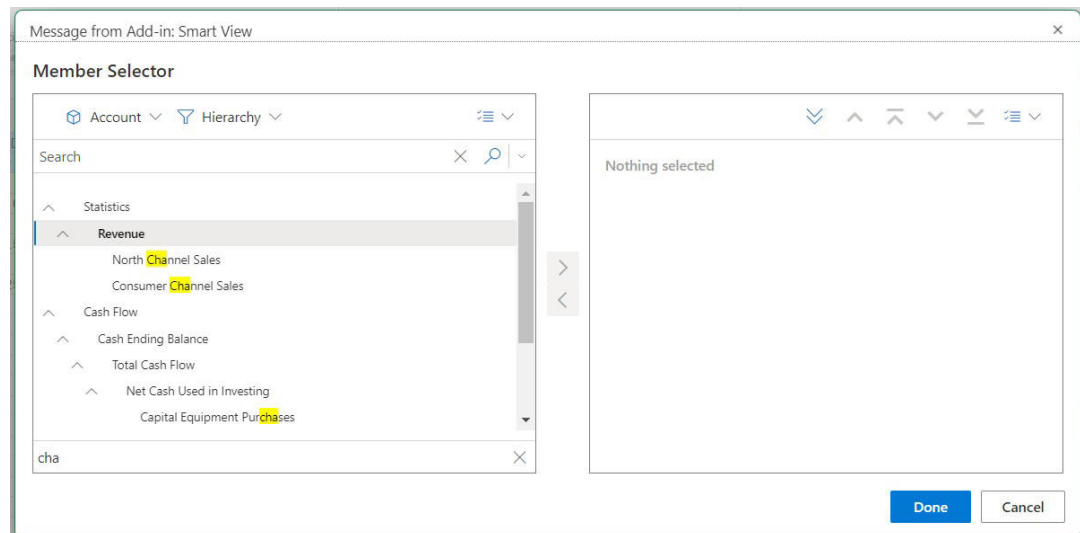 Message from Add-in: Smart View
Member Selector
Account Hierarchy
Search
Nothing selected
Statistics
Revenue
North Channel Sales
Consumer Channel Sales
Cash Flow
Cash Ending Balance
Total Cash Flow
Net Cash Used in Investing
Capital Equipment Purchases
cha
Done Cancel